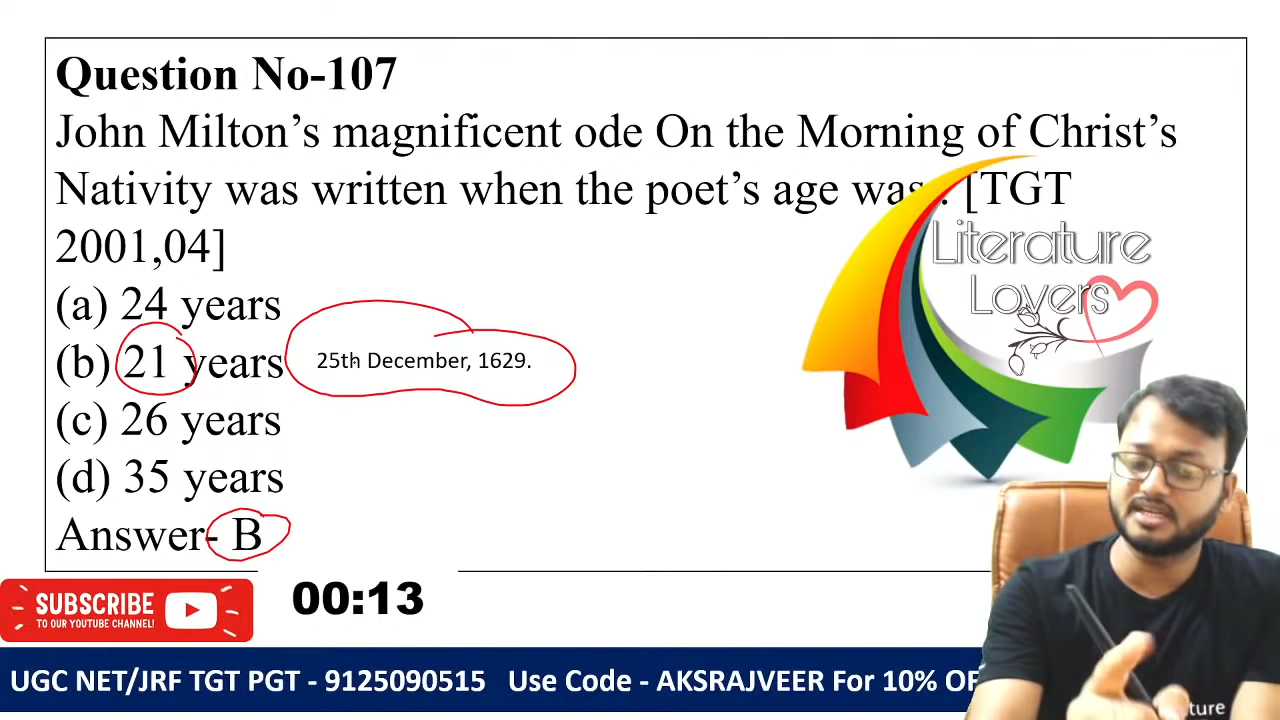 Question No-107
John Milton’s magnificent ode On the Morning of Christ’s
Nativity was written when the poet’s age was . [TGT
2001,04]
Literature
Lovers
(a) 24 years
(b) 21 years
25th December, 1629.
(c) 26 years
(d) 35 years
Answer- B
SUBSCRIBE
TO OUR YOUTUBE CHANNEL!
00:13
UGC NET/JRF TGT PGT - 9125090515 Use Code - AKSRAJVEER For 10% OF